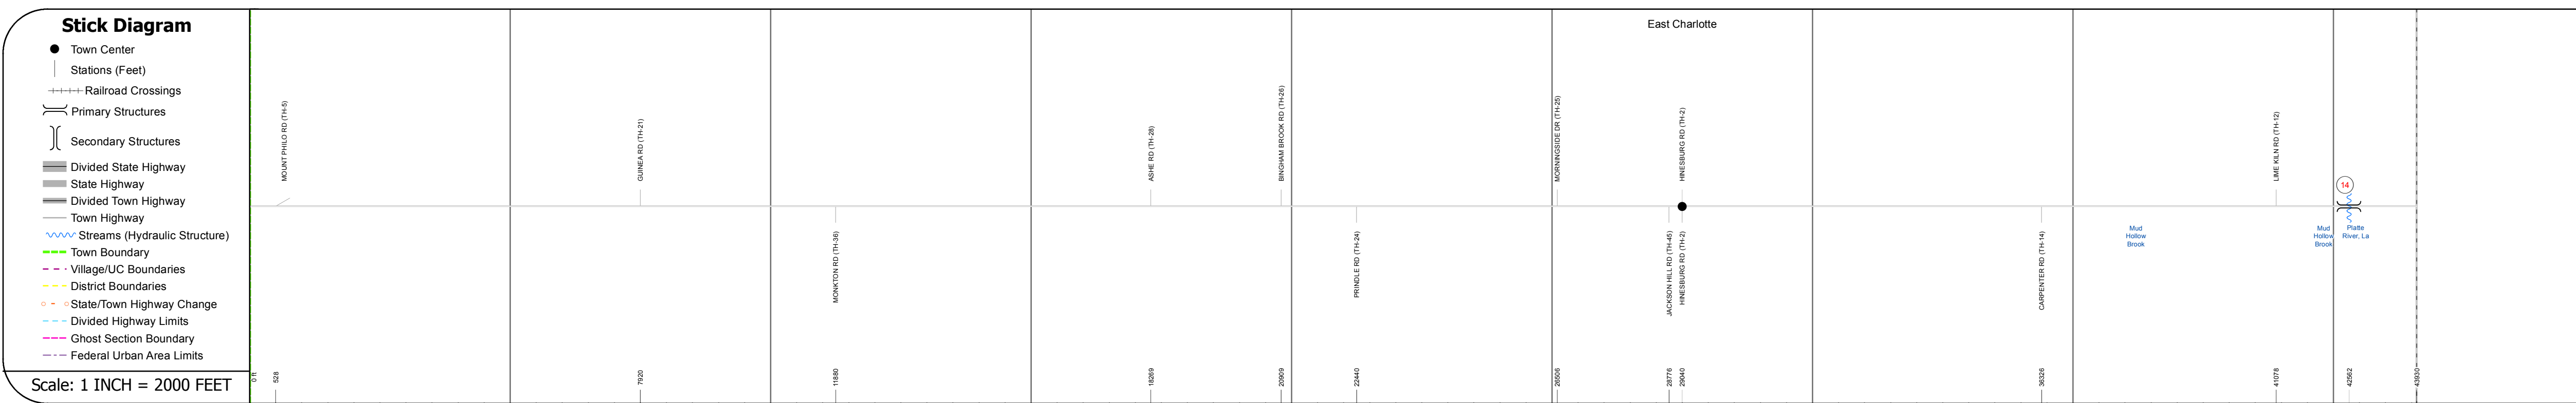 Stick Diagram
Town Center
Stations (Feet)
Railroad Crossings
Primary Structures
Secondary Structures
Divided State Highway
State Highway
Divided Town Highway
Town Highway
Streams (Hydraulic Structure)
Town Boundary
Village/UC Boundaries
District Boundaries
State/Town Highway Change
Divided Highway Limits
Ghost Section Boundary
Federal Urban Area Limits
Scale: 1 INCH = 2000 FEET
East Charlotte
MOUNT PHILO RD (TH-5)
GUINEA RD (TH-21)
ASHE RD (TH-28)
BINGHAM BROOK RD (TH-26)
MORNINGSIDE DR (TH-25)
HINESBURG RD (TH-2)
LIME KILN RD (TH-12)
14
MONKTON RD (TH-36)
PRINDLE RD (TH-24)
JACKSON HILL RD (TH-45)
HINESBURG RD (TH-2)
CARPENTER RD (TH-14)
Mud
Hollow
Brook
Mud
Hollow
Brook
Platte
River, La
0 ft
528
7920
11880
18269
20909
22440
26506
28776
29040
36326
41078
42562
43930